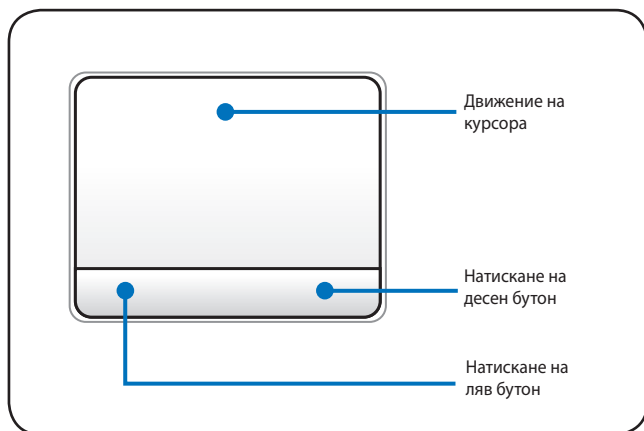 Движение на
курсора
Натискане на
десен бутон
Натискане на
ляв бутон